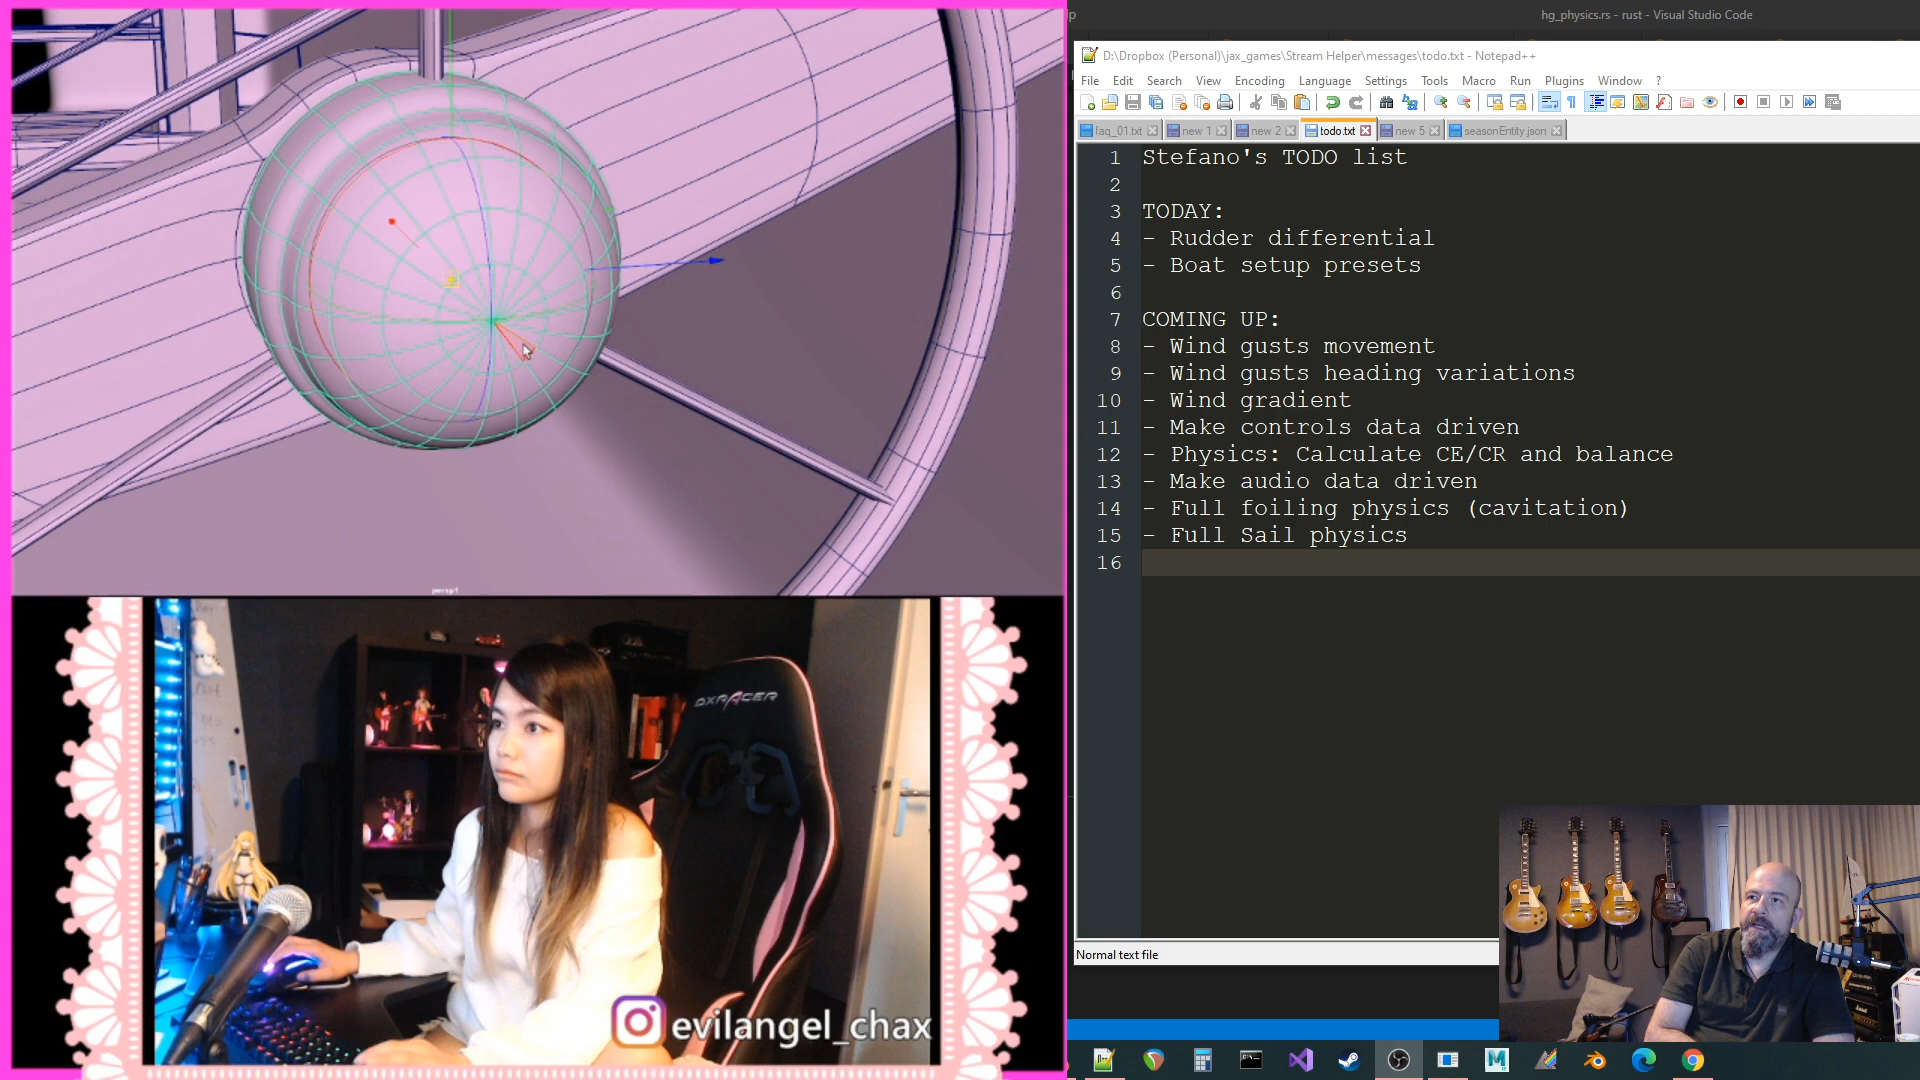 hg_physics.rs - rust - Visual Studio Code
D:\Dropbox (Personal)\jax_games\Stream Helper\messages\todo.txt - Notepad++
File Edit Search View Encoding Language Settings Tools Macro Run Plugins Window ?
faq_01.txt new 1 new 2 todo.txt new 5 seasonEntity.json
1 Stefano's TODO list
2
3 TODAY:
4 - Rudder differential
5 - Boat setup presets
6
7 COMING UP:
8 - Wind gusts movement
9 - Wind gusts heading variations
10 - Wind gradient
11 - Make controls data driven
12 - Physics: Calculate CE/CR and balance
13 - Make audio data driven
14 - Full foiling physics (cavitation)
15 - Full Sail physics
16
Normal text file
DXRACER
evilangel_chax